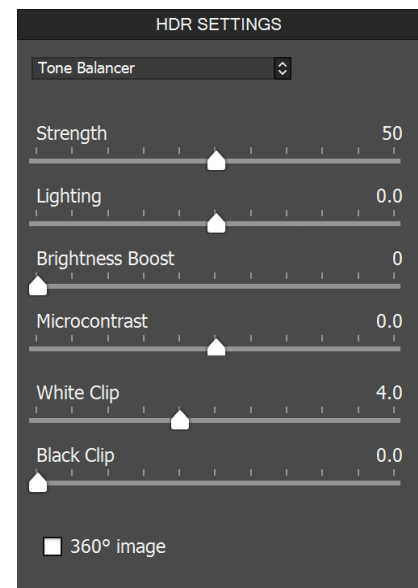 HDR SETTINGS
Tone Balancer
Strength 50
Lighting 0.0
Brightness Boost 0
Microcontrast 0.0
White Clip 4.0
Black Clip 0.0
360° image